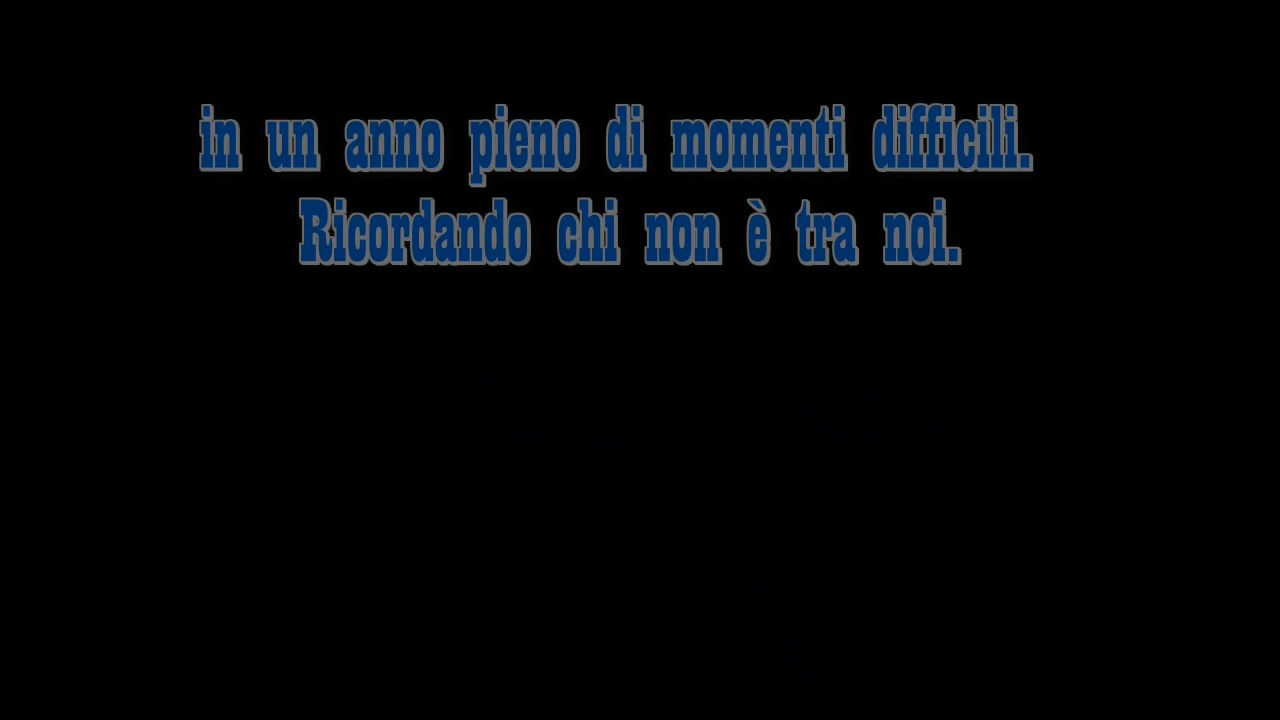 in un anno pieno di momenti difficili.
Ricordando chi non è tra noi.